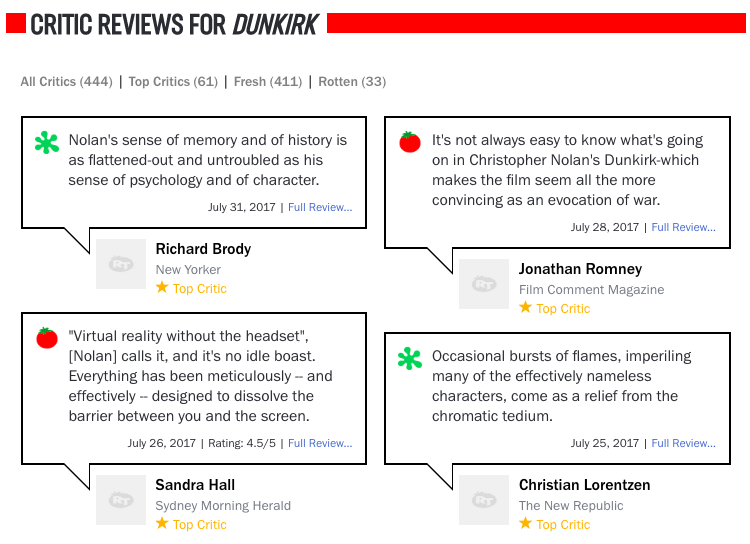 CRITIC REVIEWS FOR DUNKIRK
All Critics (444) | Top Critics (61) | Fresh (411) | Rotten (33)
Nolan's sense of memory and of history is
as flattened-out and untroubled as his
sense of psychology and of character.
July 31, 2017 | Full Review...
RT
Richard Brody
New Yorker
Top Critic
It's not always easy to know what's going
on in Christopher Nolan's Dunkirk-which
makes the film seem all the more
convincing as an evocation of war.
July 28, 2017 | Full Review...
RT
Jonathan Romney
Film Comment Magazine
Top Critic
"Virtual reality without the headset",
[Nolan] calls it, and it's no idle boast.
Everything has been meticulously -- and
effectively -- designed to dissolve the
barrier between you and the screen.
July 26, 2017 | Rating: 4.5/5 | Full Review...
RT
Sandra Hall
Sydney Morning Herald
Top Critic
Occasional bursts of flames, imperiling
many of the effectively nameless
characters, come as a relief from the
chromatic tedium.
July 25, 2017 | Full Review...
RT
Christian Lorentzen
The New Republic
Top Critic